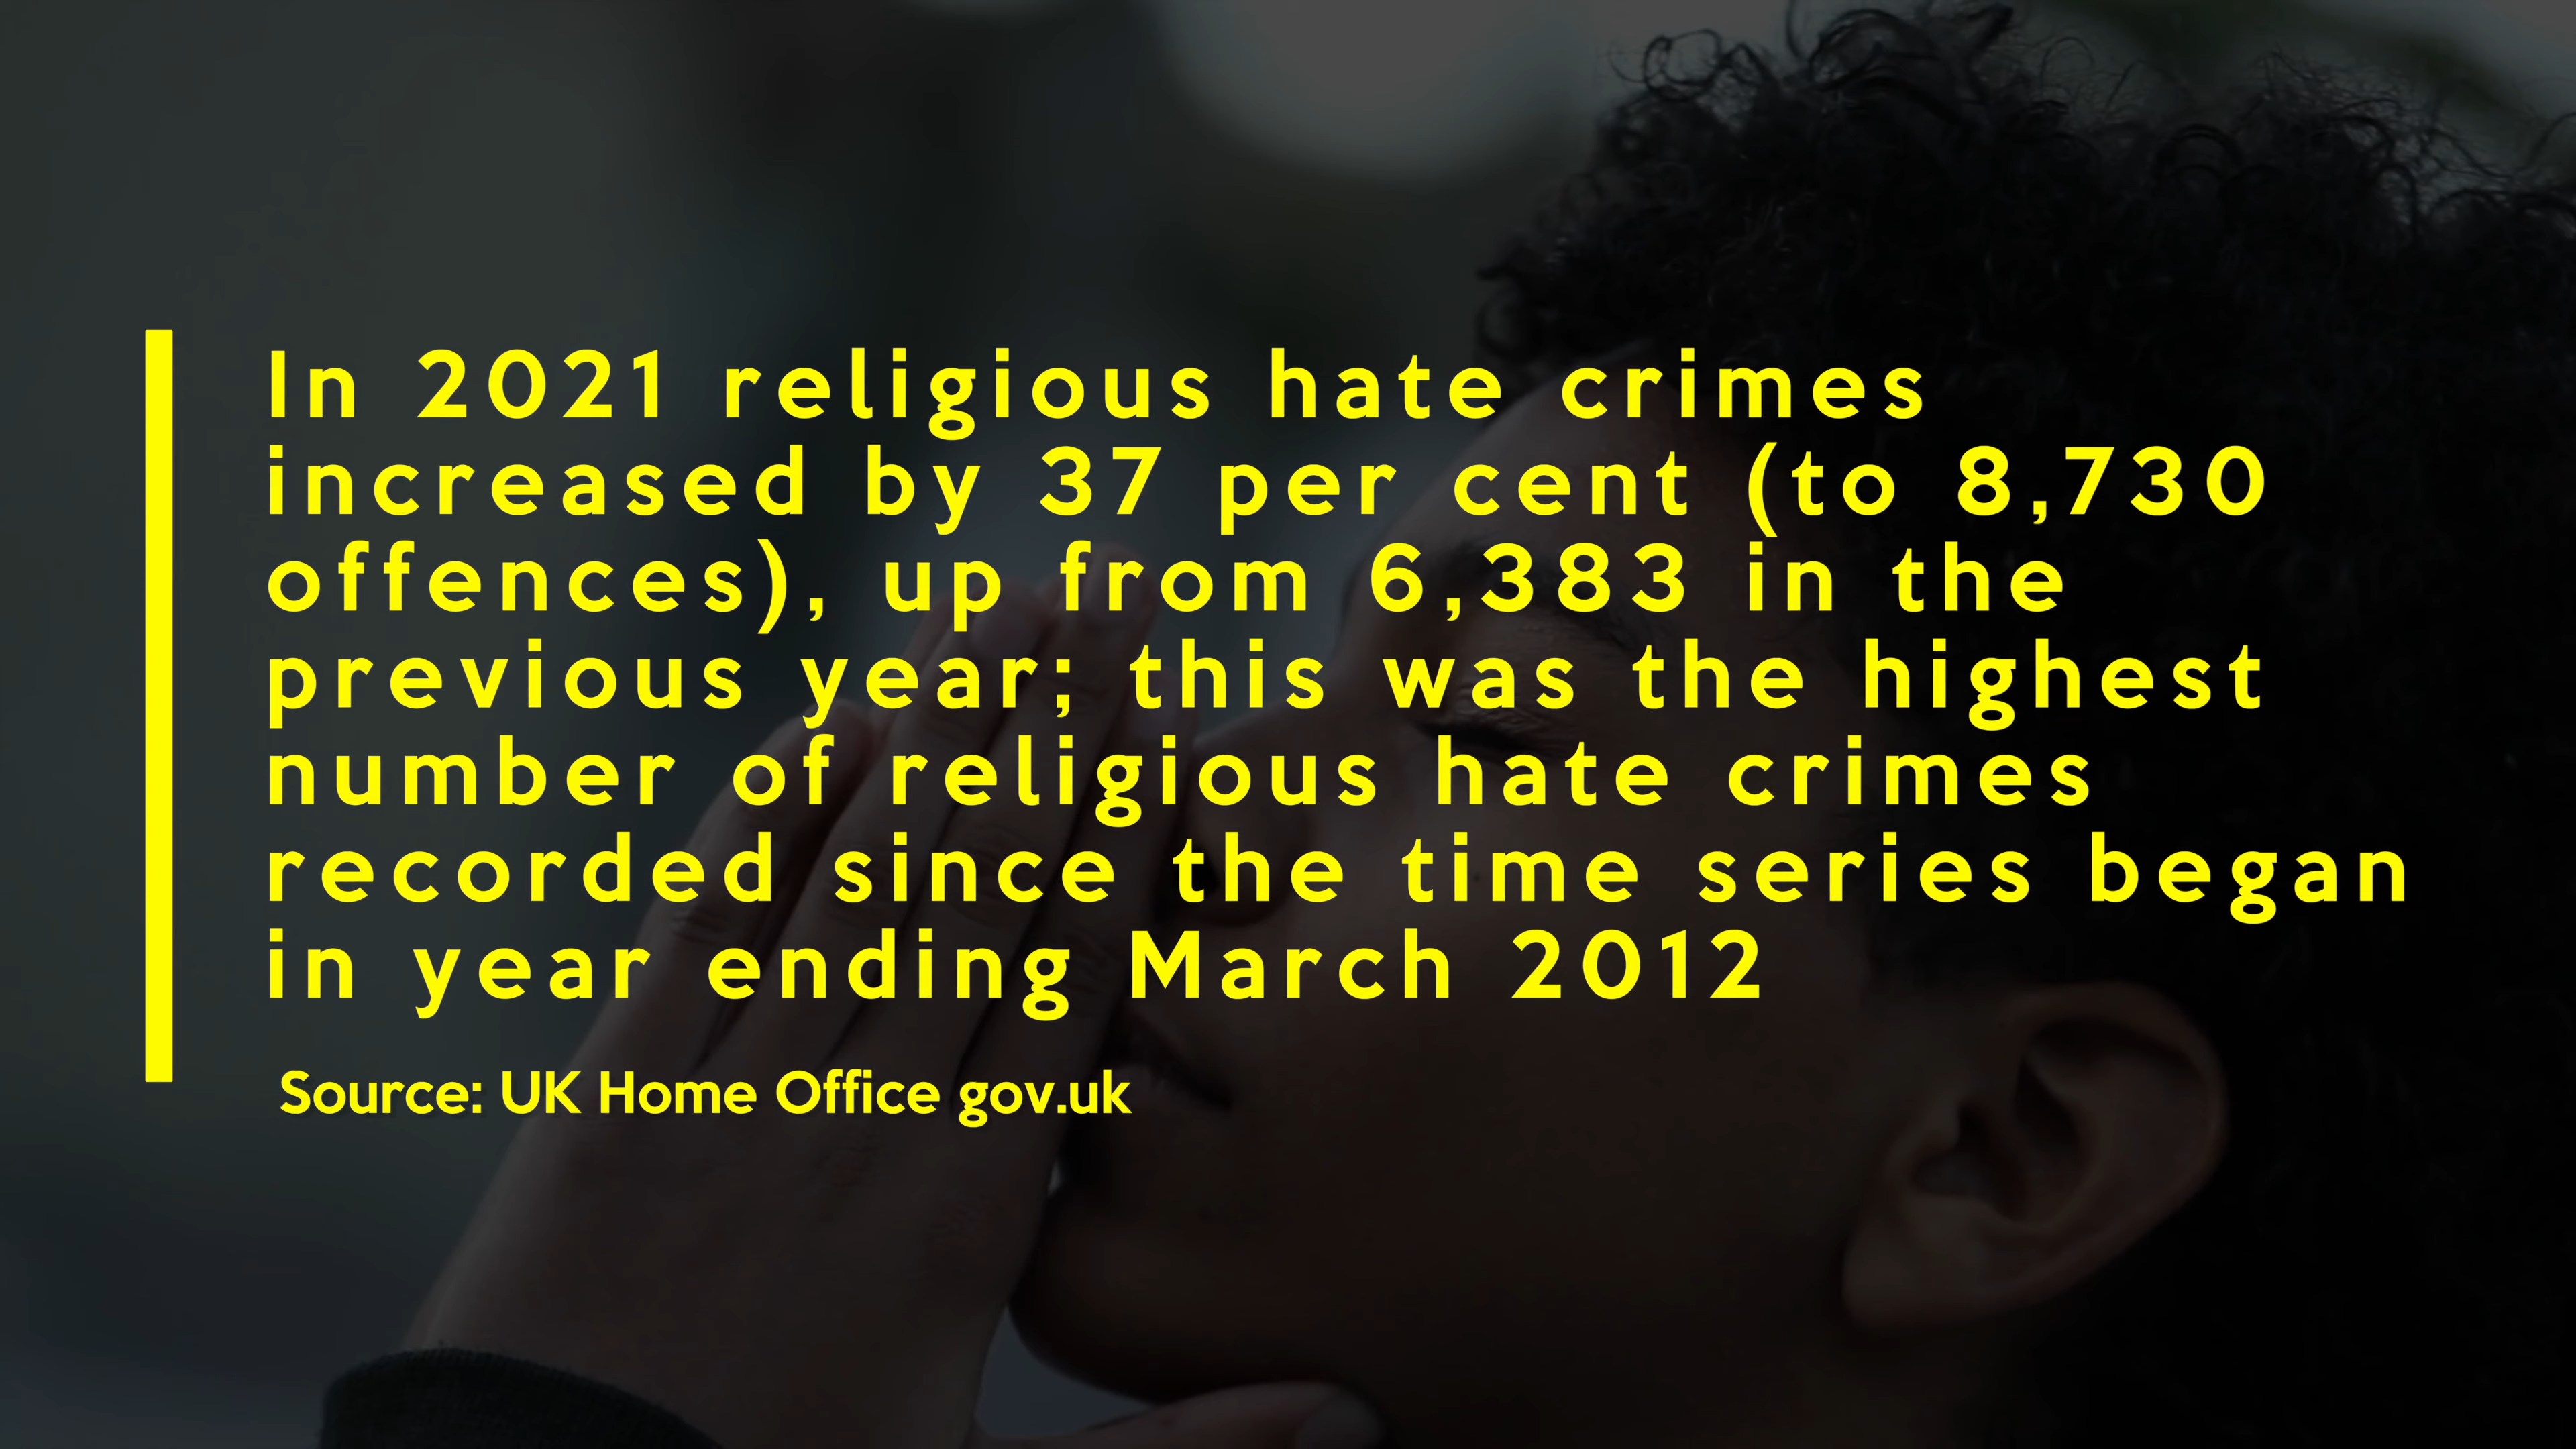 In 2021 religious hate crimes
increased by 37 per cent (to 8,730
offences), up from 6,383 in the
previous year; this was the highest
number of religious hate crimes
recorded since the time series began
in year ending March 2012
Source: UK Home Office gov.uk